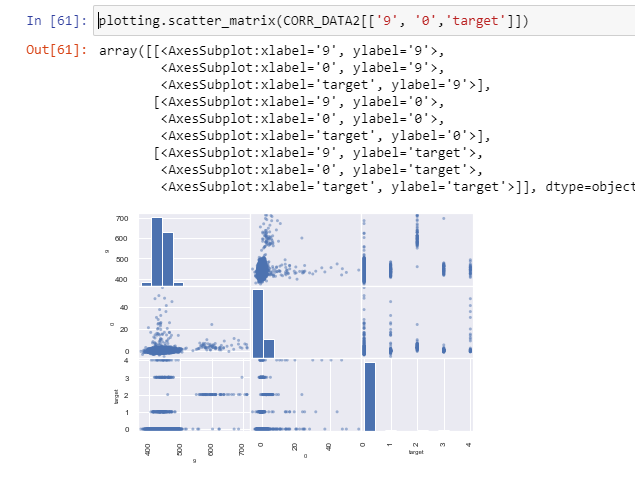 In [61]: plotting.scatter_matrix(CORR_DATA2[['9', '0','target']])
Out[61]: array([[<AxesSubplot:xlabel='9', ylabel='9'>,
<AxesSubplot:xlabel='0', ylabel='9'>,
<AxesSubplot:xlabel='target', ylabel='9'>],
[<AxesSubplot:xlabel='9', ylabel='0'>,
<AxesSubplot:xlabel='0', ylabel='0'>,
<AxesSubplot:xlabel='target', ylabel='0'>],
[<AxesSubplot:xlabel='9', ylabel='target'>,
<AxesSubplot:xlabel='0', ylabel='target'>,
<AxesSubplot:xlabel='target', ylabel='target'>]], dtype=object
700
600
9
500
400
40
0
20
0
4
3
target
2
1
0
400 500 600 700 0 20 40 0 1 2 3 4
9 0 target